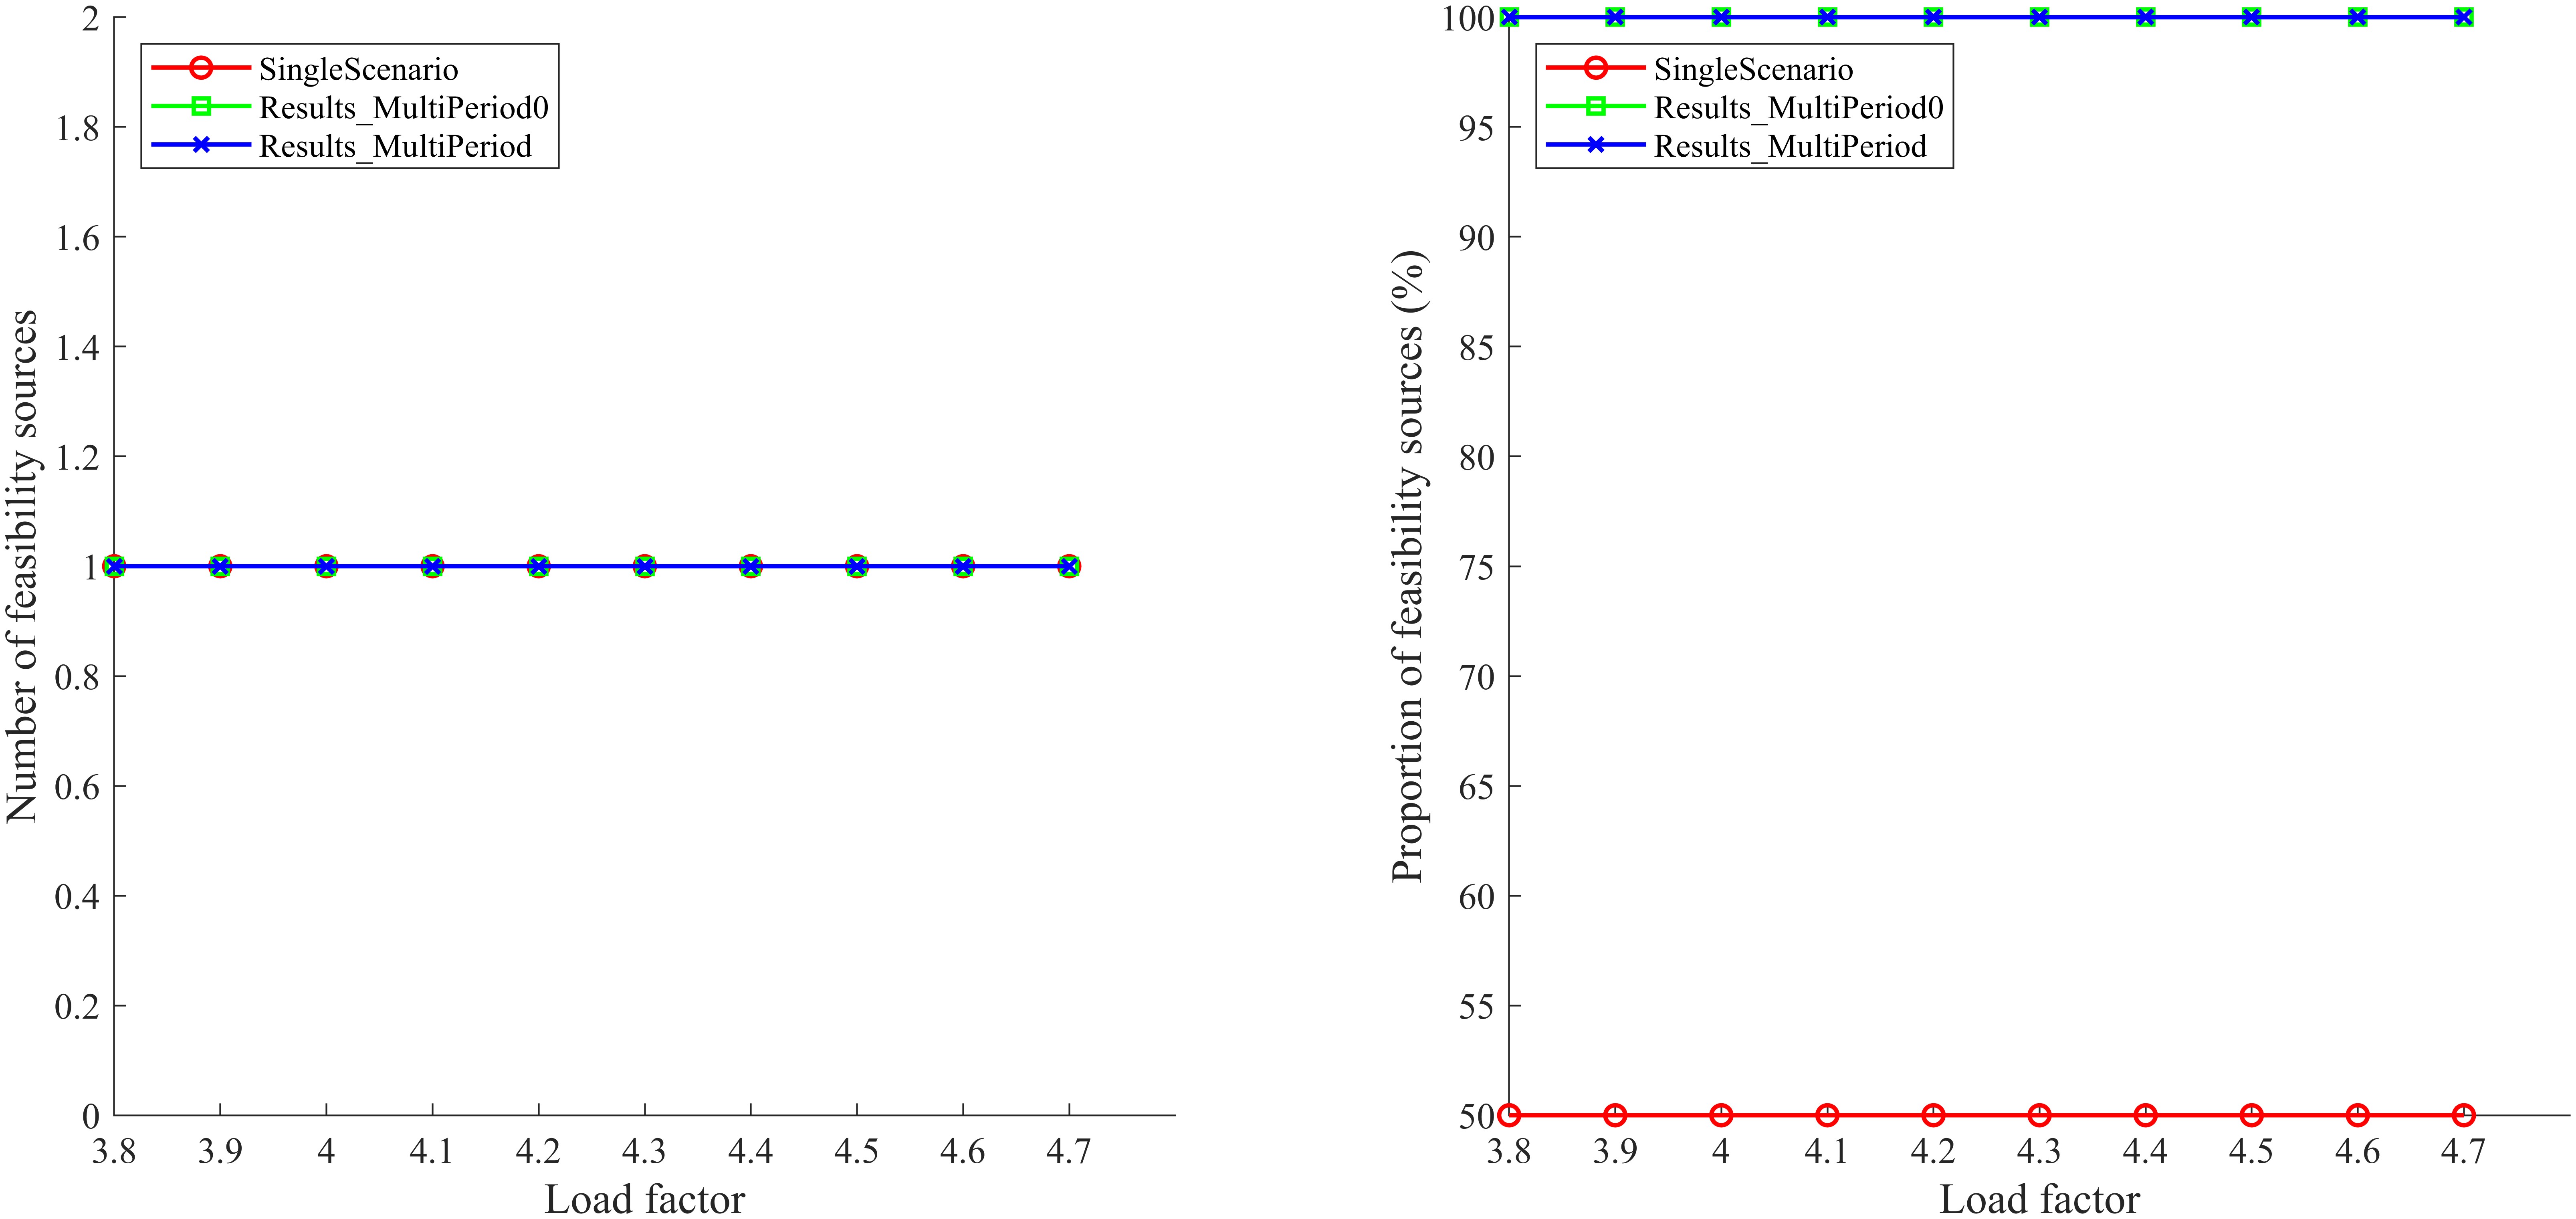 2
1.8
1.6
1.4
1.2
1
0.8
0.6
0.4
0.2
0
Number of feasibility sources
SingleScenario
Results_MultiPeriod0
Results_MultiPeriod
3.8 3.9 4 4.1 4.2 4.3 4.4 4.5 4.6 4.7
Load factor
100
95
90
85
80
75
70
65
60
55
50
Proportion of feasibility sources (%)
SingleScenario
Results_MultiPeriod0
Results_MultiPeriod
3.8 3.9 4 4.1 4.2 4.3 4.4 4.5 4.6 4.7
Load factor